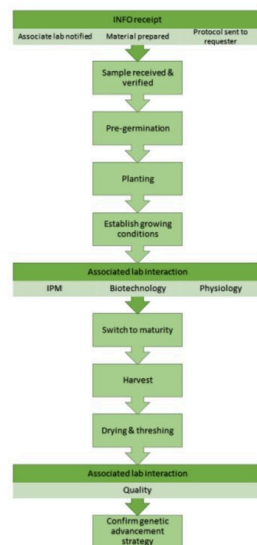 INFO receipt
Associate lab notified Material prepared Protocol sent to
requester
Sample received &
verified
Pre-germination
Planting
Establish growing
conditions
Associated lab interaction
IPM Biotechnology Physiology
Switch to maturity
Harvest
Drying & threshing
Associated lab interaction
Quality
Confirm genetic
advancement
strategy